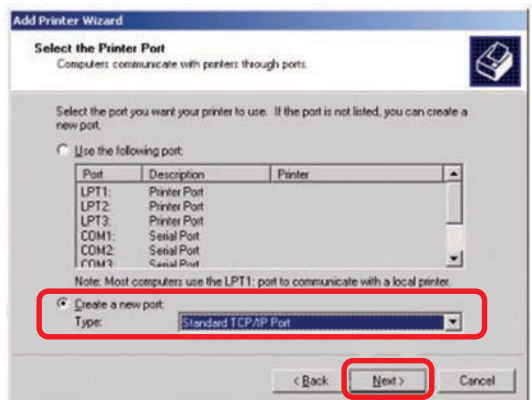 Add Printer Wizard
Select the Printer Port
Computers communicate with printers through ports.
Select the port you want your printer to use. If the port is not listed, you can create a
new port.
Use the following port:
Port Description Printer
LPT1: Printer Port
LPT2: Printer Port
LPT3: Printer Port
COM1: Serial Port
COM2: Serial Port
COM3: Serial Port
Note: Most computers use the LPT1: port to communicate with a local printer.
Create a new port:
Type: Standard TCP/IP Port
< Back Next > Cancel